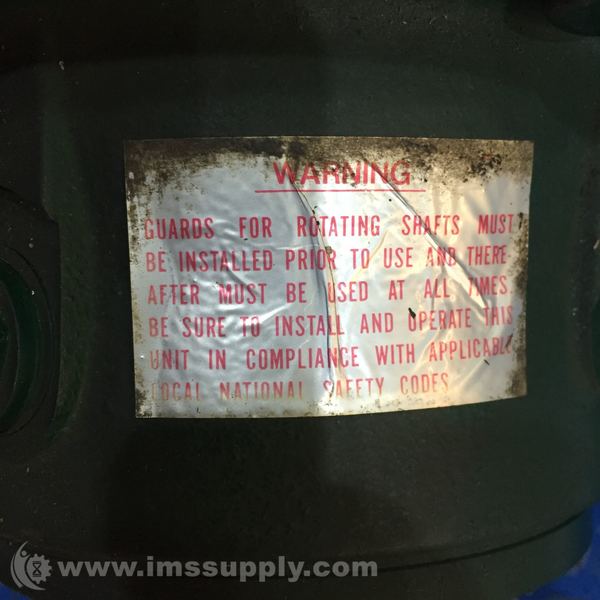 WARNING
GUARDS FOR ROTATING SHAFTS MUST
BE INSTALLED PRIOR TO USE AND THERE-
AFTER MUST BE USED AT ALL TIMES.
BE SURE TO INSTALL AND OPERATE THIS
UNIT IN COMPLIANCE WITH APPLICABLE
LOCAL NATIONAL SAFETY CODES
www.imssupply.com